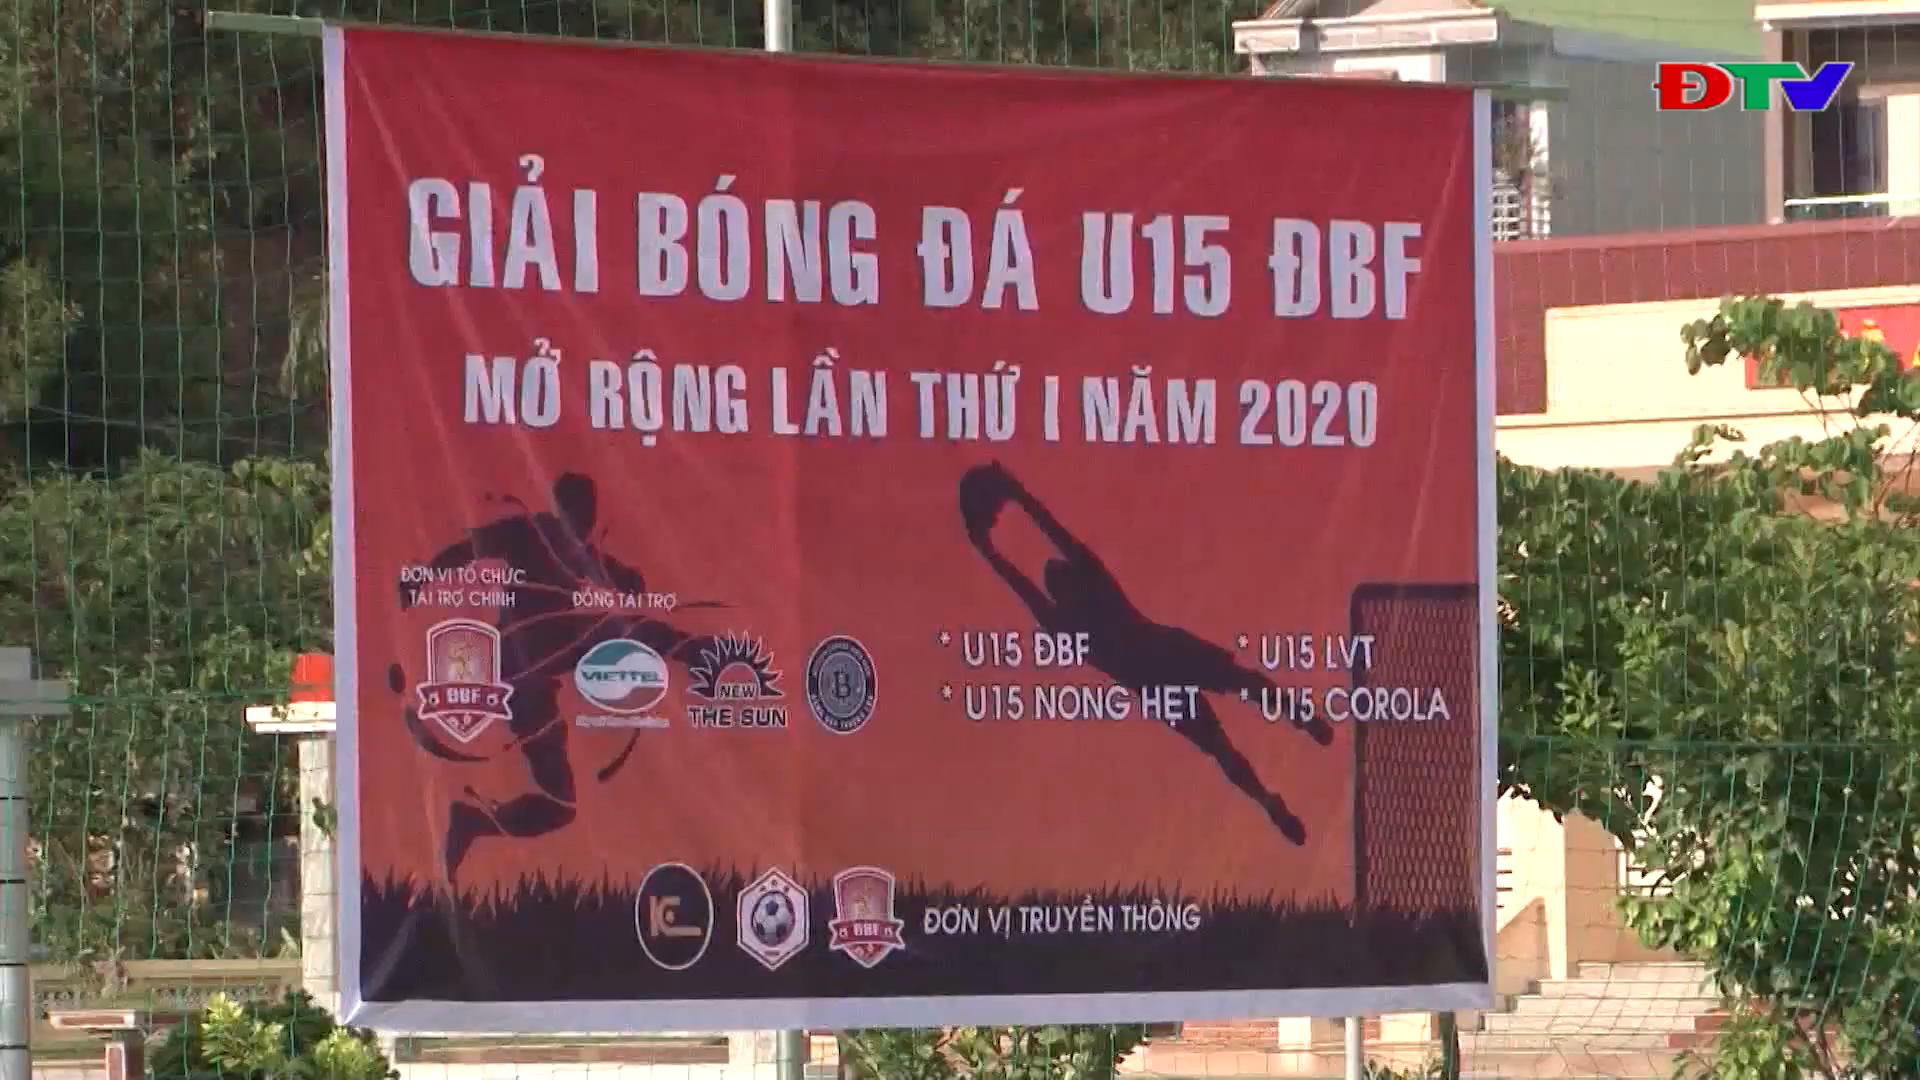 ĐTV
GIẢI BÓNG ĐÁ U15 ĐBF
MỞ RỘNG LẦN THỨ I NĂM 2020
ĐƠN VỊ TỔ CHỨC
TÀI TRỢ CHÍNH
ĐỒNG TÀI TRỢ
ĐBF
VIETTEL
NEW
THE SUN
* U15 ĐBF
* U15 LVT
* U15 NONG HẸT
* U15 COROLA
ĐBF
ĐƠN VỊ TRUYỀN THÔNG